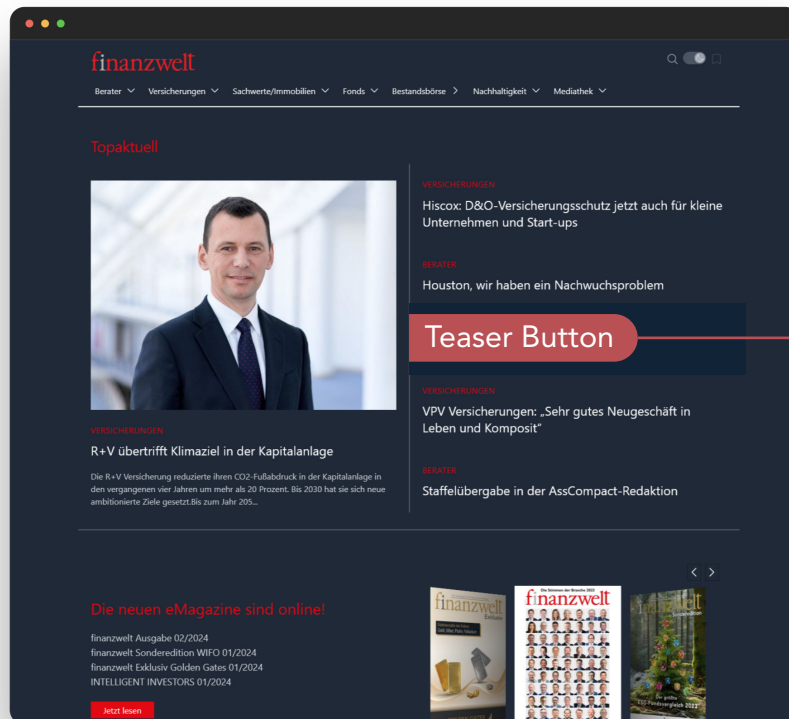 finanzwelt
Berater Versicherungen Sachwerte/Immobilien Fonds Bestandsbörse Nachhaltigkeit Mediathek
Topaktuell
VERSICHERUNGEN
R+V übertrifft Klimaziel in der Kapitalanlage
Die R+V Versicherung reduzierte ihren CO2-Fußabdruck in der Kapitalanlage in
den vergangenen vier Jahren um mehr als 20 Prozent. Bis 2030 hat sie sich neue
ambitionierte Ziele gesetzt.Bis zum Jahr 205...
VERSICHERUNGEN
Hiscox: D&O-Versicherungsschutz jetzt auch für kleine
Unternehmen und Start-ups
BERATER
Houston, wir haben ein Nachwuchsproblem
Teaser Button
VERSICHERUNGEN
VPV Versicherungen: „Sehr gutes Neugeschäft in
Leben und Komposit“
BERATER
Staffelübergabe in der AssCompact-Redaktion
Die neuen eMagazine sind online!
finanzwelt Ausgabe 02/2024
finanzwelt Sonderedition WIFO 01/2024
finanzwelt Exklusiv Golden Gates 01/2024
INTELLIGENT INVESTORS 01/2024
Jetzt lesen
finanzwelt
Exklusiv
Die Stimmen der Branche 2023
finanzwelt
finanzwelt
Der größte